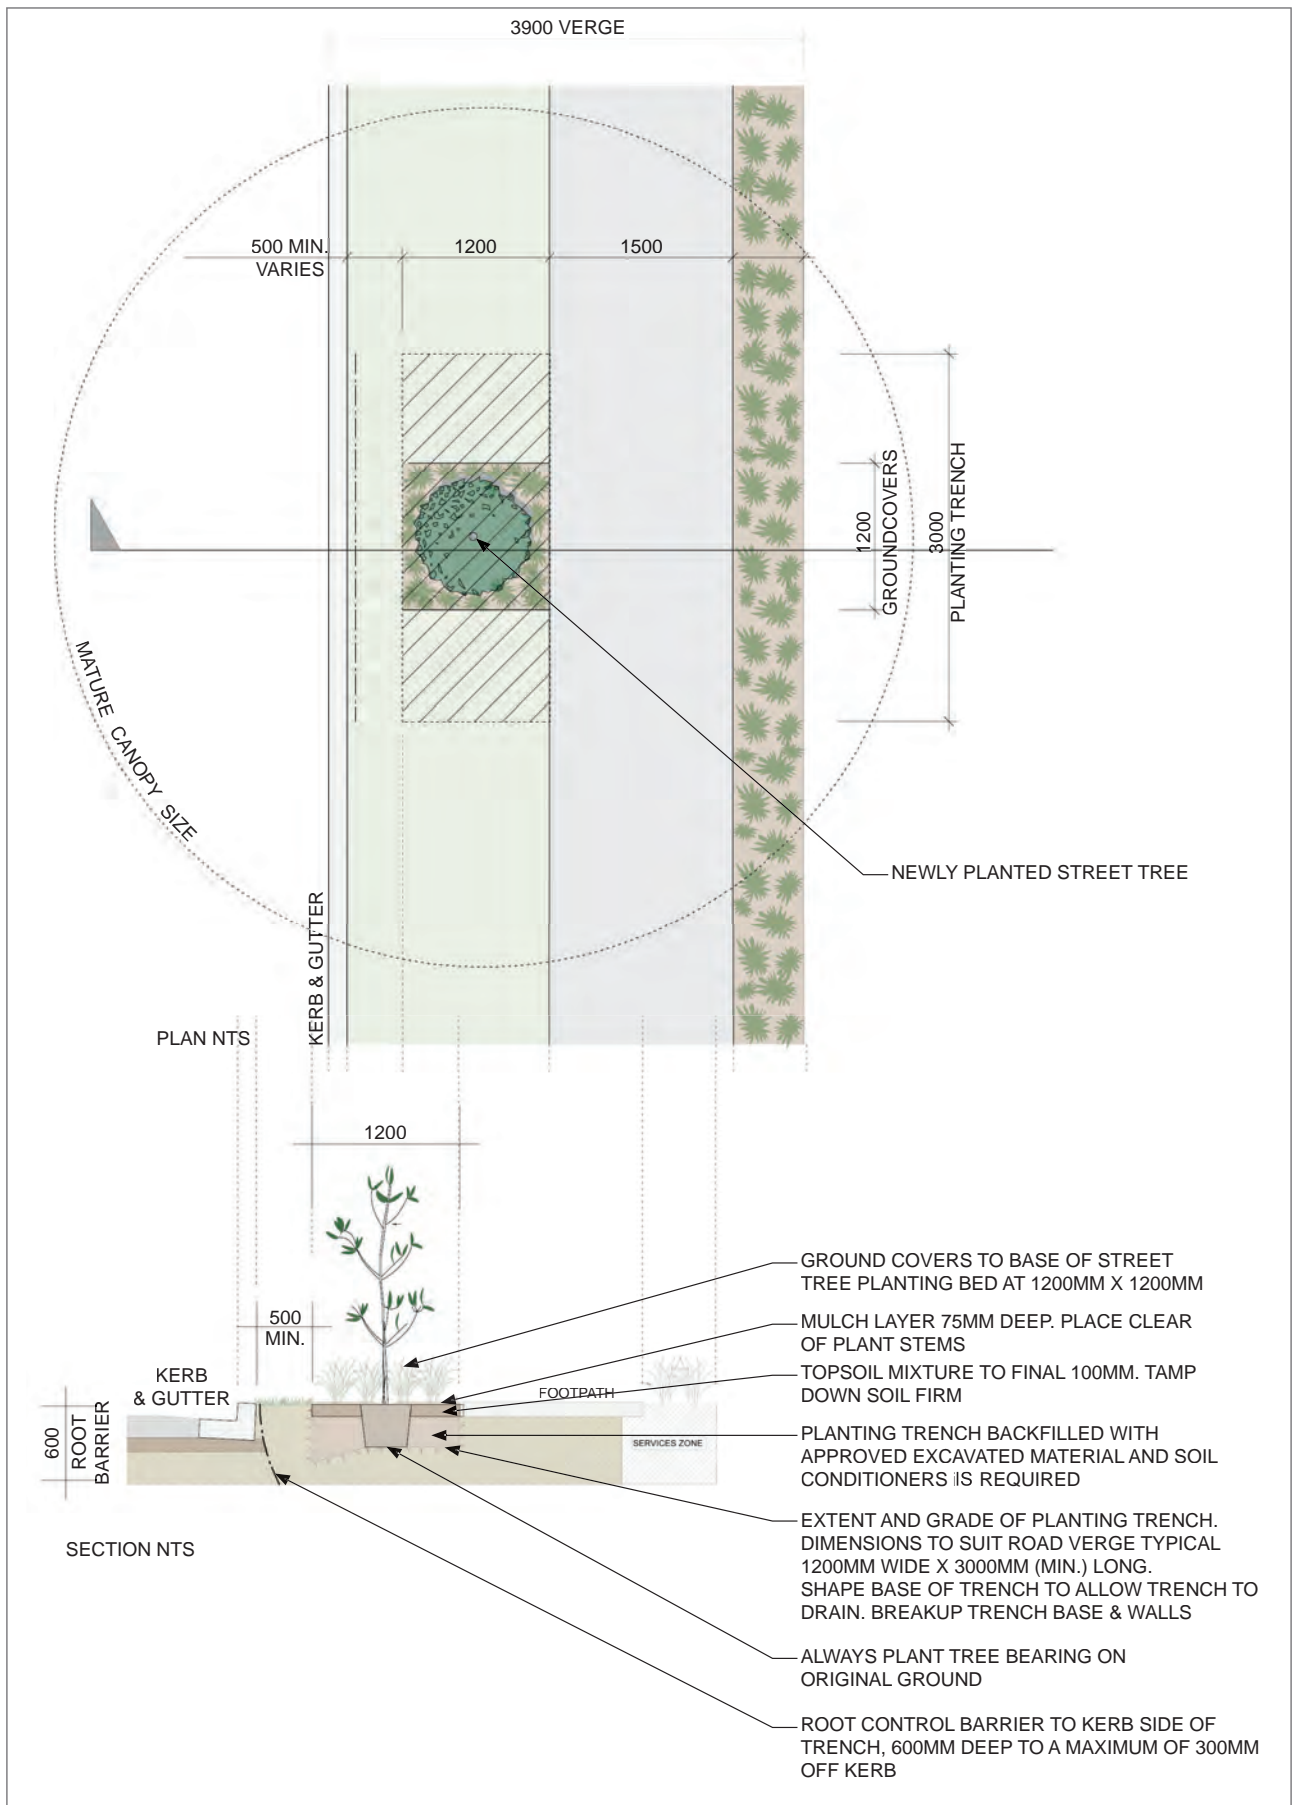 3900 VERGE
500 MIN.
VARIES
1200
1500
1200
GROUNDCOVERS
3000
PLANTING TRENCH
MATURE CANOPY SIZE
NEWLY PLANTED STREET TREE
KERB & GUTTER
PLAN NTS
1200
500
MIN.
KERB
& GUTTER
600
ROOT
BARRIER
FOOTPATH
SERVICES ZONE
SECTION NTS
GROUND COVERS TO BASE OF STREET
TREE PLANTING BED AT 1200MM X 1200MM
MULCH LAYER 75MM DEEP. PLACE CLEAR
OF PLANT STEMS
TOPSOIL MIXTURE TO FINAL 100MM. TAMP
DOWN SOIL FIRM
PLANTING TRENCH BACKFILLED WITH
APPROVED EXCAVATED MATERIAL AND SOIL
CONDITIONERS IS REQUIRED
EXTENT AND GRADE OF PLANTING TRENCH.
DIMENSIONS TO SUIT ROAD VERGE TYPICAL
1200MM WIDE X 3000MM (MIN.) LONG.
SHAPE BASE OF TRENCH TO ALLOW TRENCH TO
DRAIN. BREAKUP TRENCH BASE & WALLS
ALWAYS PLANT TREE BEARING ON
ORIGINAL GROUND
ROOT CONTROL BARRIER TO KERB SIDE OF
TRENCH, 600MM DEEP TO A MAXIMUM OF 300MM
OFF KERB